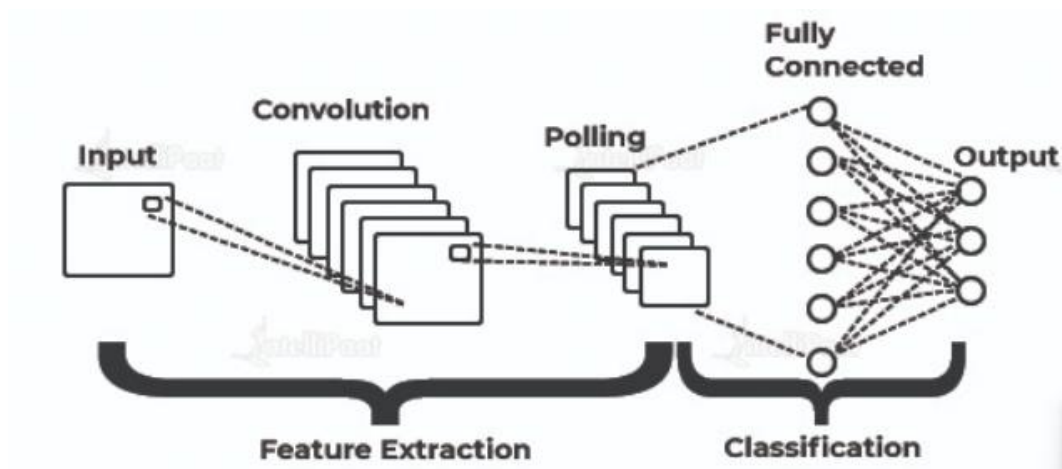 Fully
Connected
Convolution
Polling
Input
Output
Feature Extraction
Classification